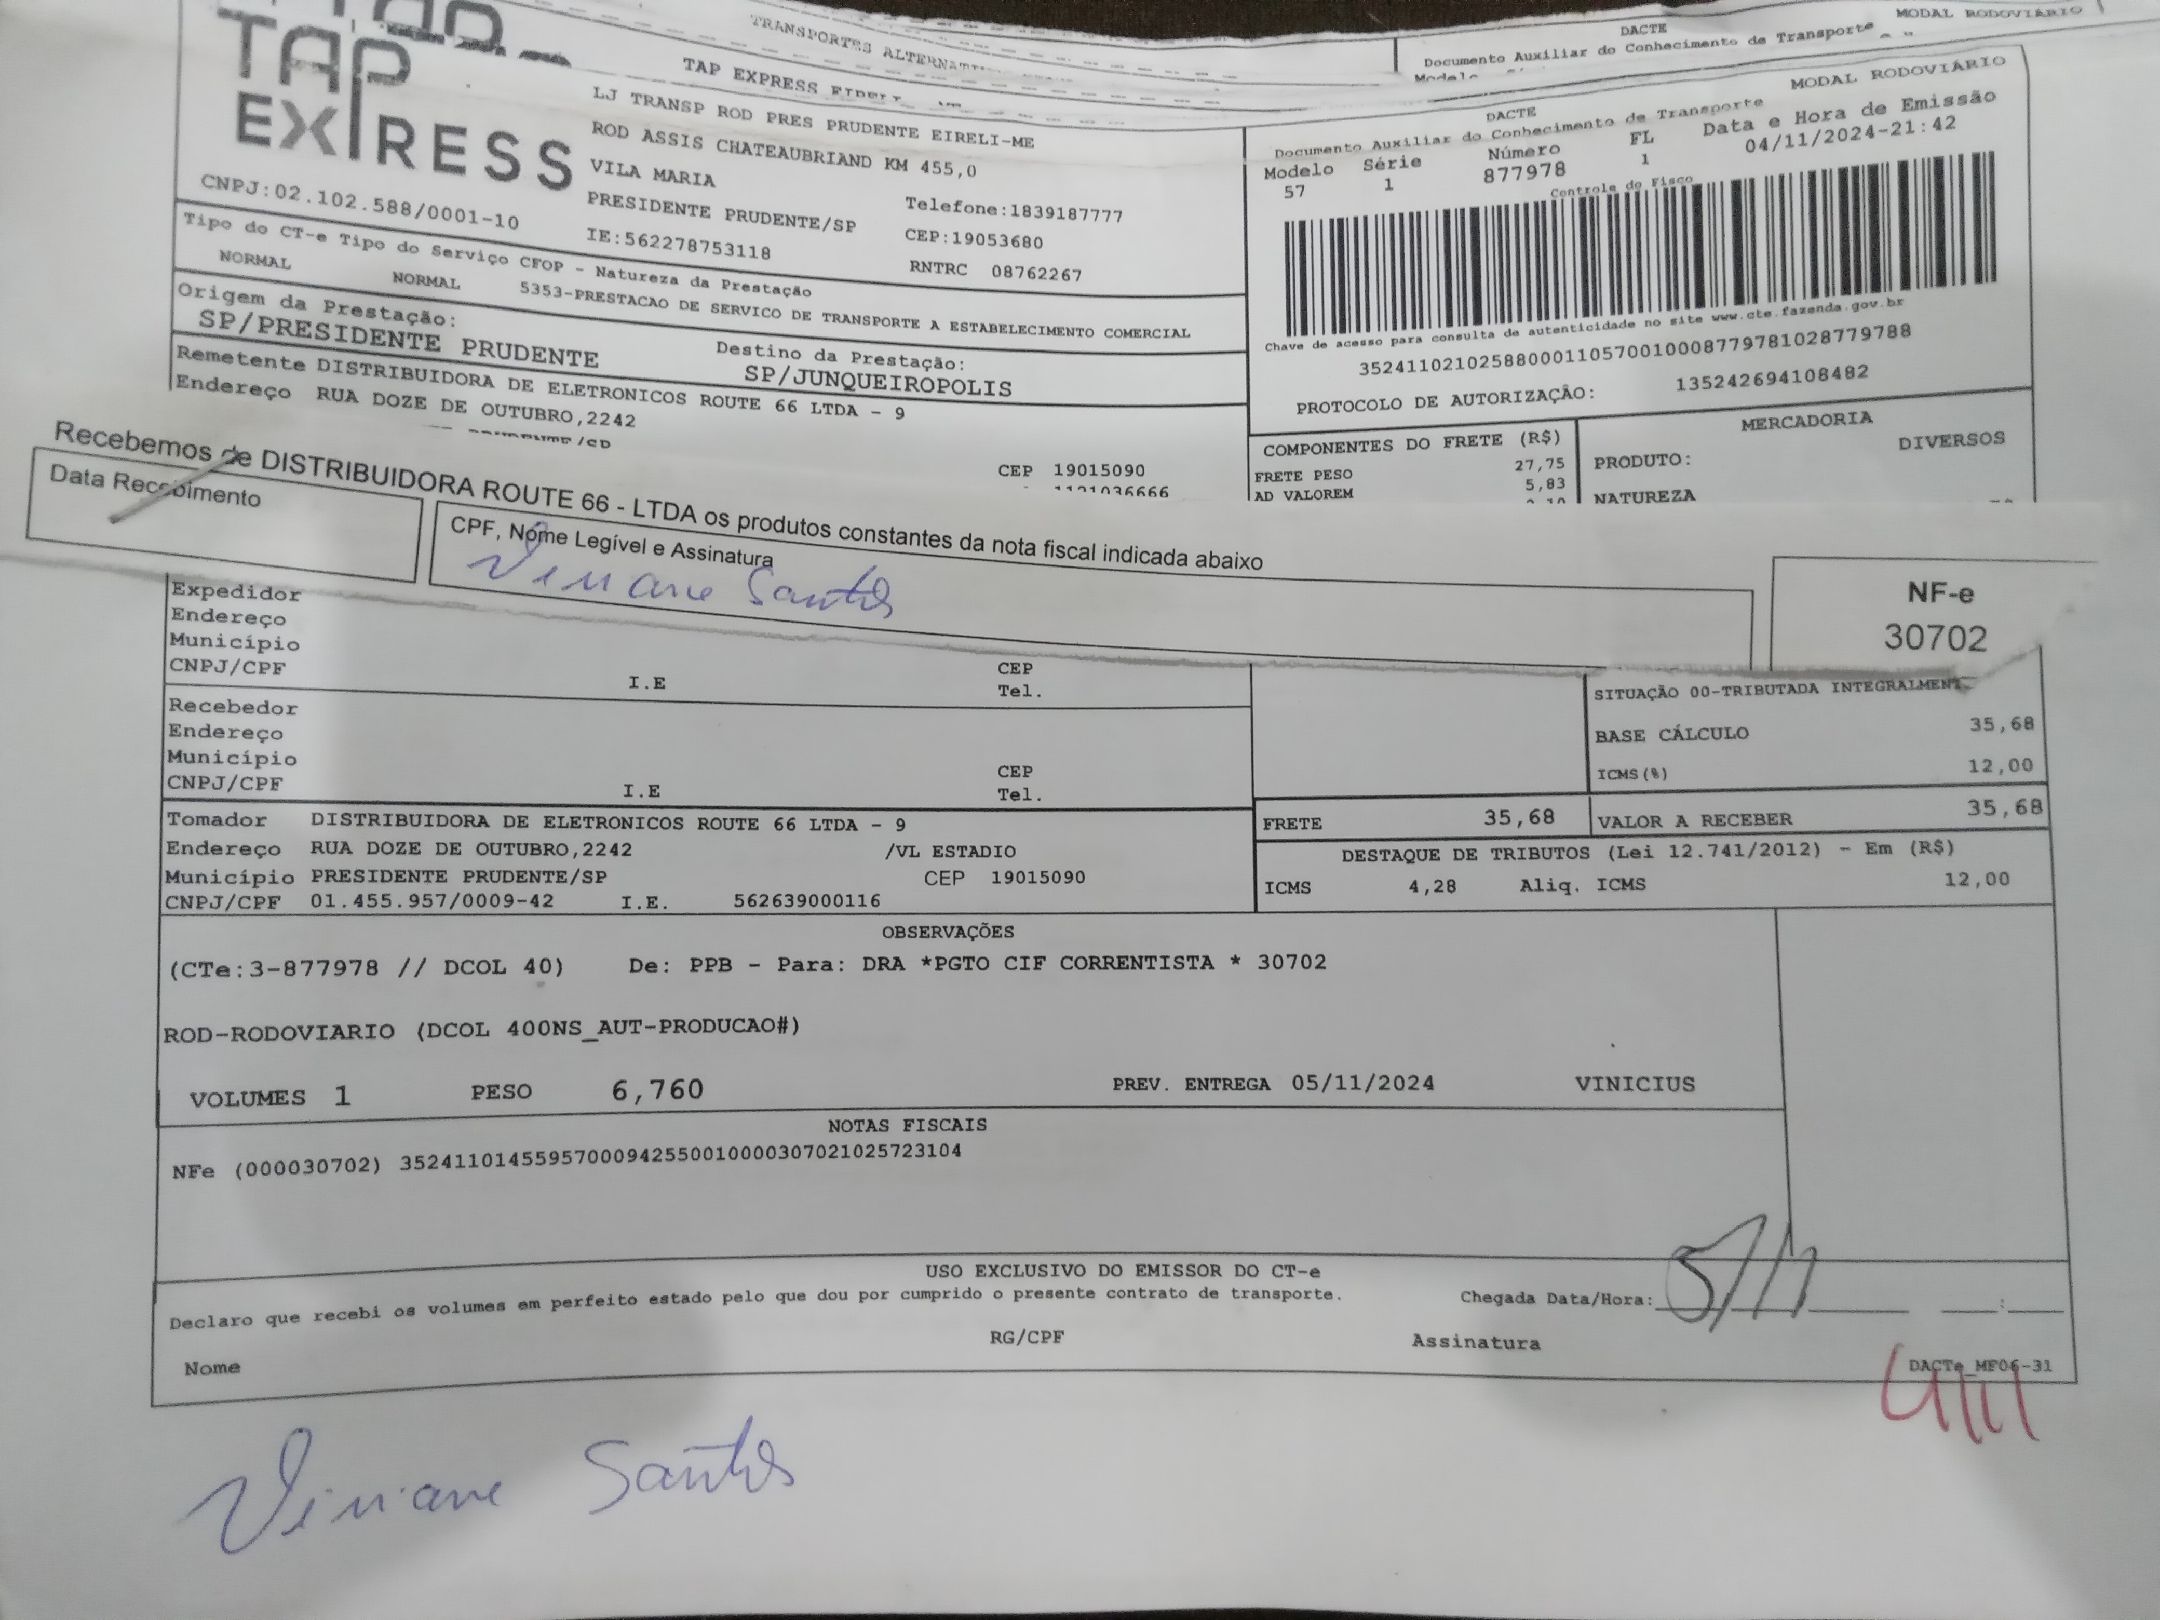 TRANSPORTES
DACTE
MODAL RODOVIÁRIO
Documento Auxiliar do Conhecimento de Transporte
TAP EXPRESS
TAP
EXPRESS
CNPJ:02.102.588/0001-10
LJ TRANSP ROD PRES PRUDENTE EIRELI-ME
ROD ASSIS CHATEAUBRIAND KM 455,0
VILA MARIA
PRESIDENTE PRUDENTE/SP
IE:562278753118
Telefone:1839187777
CEP:19053680
RNTRC 08762267
DACTE
MODAL RODOVIÁRIO
Documento Auxiliar do Conhecimento de Transporte
Modelo Série Número FL Data e Hora de Emissão
57 1 877978 1 04/11/2024-21:42
Controle do Fisco
Chave de acesso para consulta de autenticidade no site www.cte.fazenda.gov.br
35241102102588000110570010008779781028779788
PROTOCOLO DE AUTORIZAÇÃO: 135242694108482
Tipo do CT-e Tipo do Serviço CFOP - Natureza da Prestação
NORMAL NORMAL 5353-PRESTACAO DE SERVICO DE TRANSPORTE A ESTABELECIMENTO COMERCIAL
Origem da Prestação:
SP/PRESIDENTE PRUDENTE
Destino da Prestação:
SP/JUNQUEIROPOLIS
Remetente DISTRIBUIDORA DE ELETRONICOS ROUTE 66 LTDA - 9
Endereço RUA DOZE DE OUTUBRO,2242
CEP 19015090
COMPONENTES DO FRETE (R$)
FRETE PESO 27,75
AD VALOREM 5,83
MERCADORIA
PRODUTO: DIVERSOS
NATUREZA
Recebemos de DISTRIBUIDORA ROUTE 66 - LTDA os produtos constantes da nota fiscal indicada abaixo
Data Recebimento
CPF, Nome Legível e Assinatura
Viviane Santos
NF-e
30702
Expedidor
Endereço
Município
CNPJ/CPF
I.E
CEP
Tel.
Recebedor
Endereço
Município
CNPJ/CPF
I.E
CEP
Tel.
SITUAÇÃO 00-TRIBUTADA INTEGRALMENT
BASE CÁLCULO 35,68
ICMS(%) 12,00
Tomador DISTRIBUIDORA DE ELETRONICOS ROUTE 66 LTDA - 9
Endereço RUA DOZE DE OUTUBRO,2242 /VL ESTADIO
Município PRESIDENTE PRUDENTE/SP CEP 19015090
CNPJ/CPF 01.455.957/0009-42 I.E. 562639000116
FRETE 35,68 VALOR A RECEBER 35,68
DESTAQUE DE TRIBUTOS (Lei 12.741/2012) - Em (R$)
ICMS 4,28 Aliq. ICMS 12,00
OBSERVAÇÕES
(CTe:3-877978 // DCOL 40) De: PPB - Para: DRA *PGTO CIF CORRENTISTA * 30702
ROD-RODOVIARIO (DCOL 400NS_AUT-PRODUCAO#)
VOLUMES 1 PESO 6,760 PREV. ENTREGA 05/11/2024 VINICIUS
NOTAS FISCAIS
NFe (000030702) 35241101455957000942550010000307021025723104
USO EXCLUSIVO DO EMISSOR DO CT-e
Declaro que recebi os volumes em perfeito estado pelo que dou por cumprido o presente contrato de transporte.
Chegada Data/Hora: 5/11
Nome RG/CPF Assinatura
DACTe_MF06-31
Viviane Santos